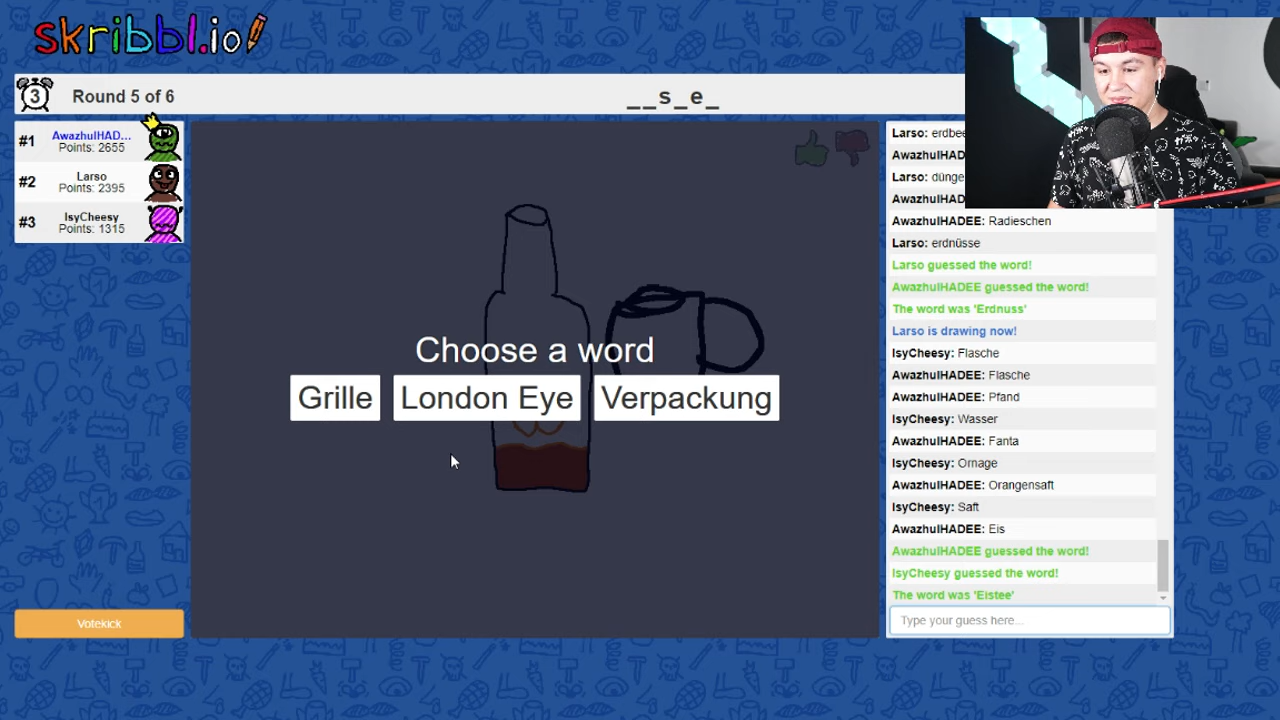 skribbl.io!
3
Round 5 of 6
__s_e_
#1
AwazhulHAD...
Points: 2655
#2
Larso
Points: 2395
#3
IsyCheesy
Points: 1315
Choose a word
Grille
London Eye
Verpackung
Votekick
Larso: erdbee
AwazhulHAD
Larso: dünge
AwazhulHAD
AwazhulHADEE: Radieschen
Larso: erdnüsse
Larso guessed the word!
AwazhulHADEE guessed the word!
The word was 'Erdnuss'
Larso is drawing now!
IsyCheesy: Flasche
AwazhulHADEE: Flasche
AwazhulHADEE: Pfand
IsyCheesy: Wasser
AwazhulHADEE: Fanta
IsyCheesy: Ornage
AwazhulHADEE: Orangensaft
IsyCheesy: Saft
AwazhulHADEE: Eis
AwazhulHADEE guessed the word!
IsyCheesy guessed the word!
The word was 'Eistee'
Type your guess here...